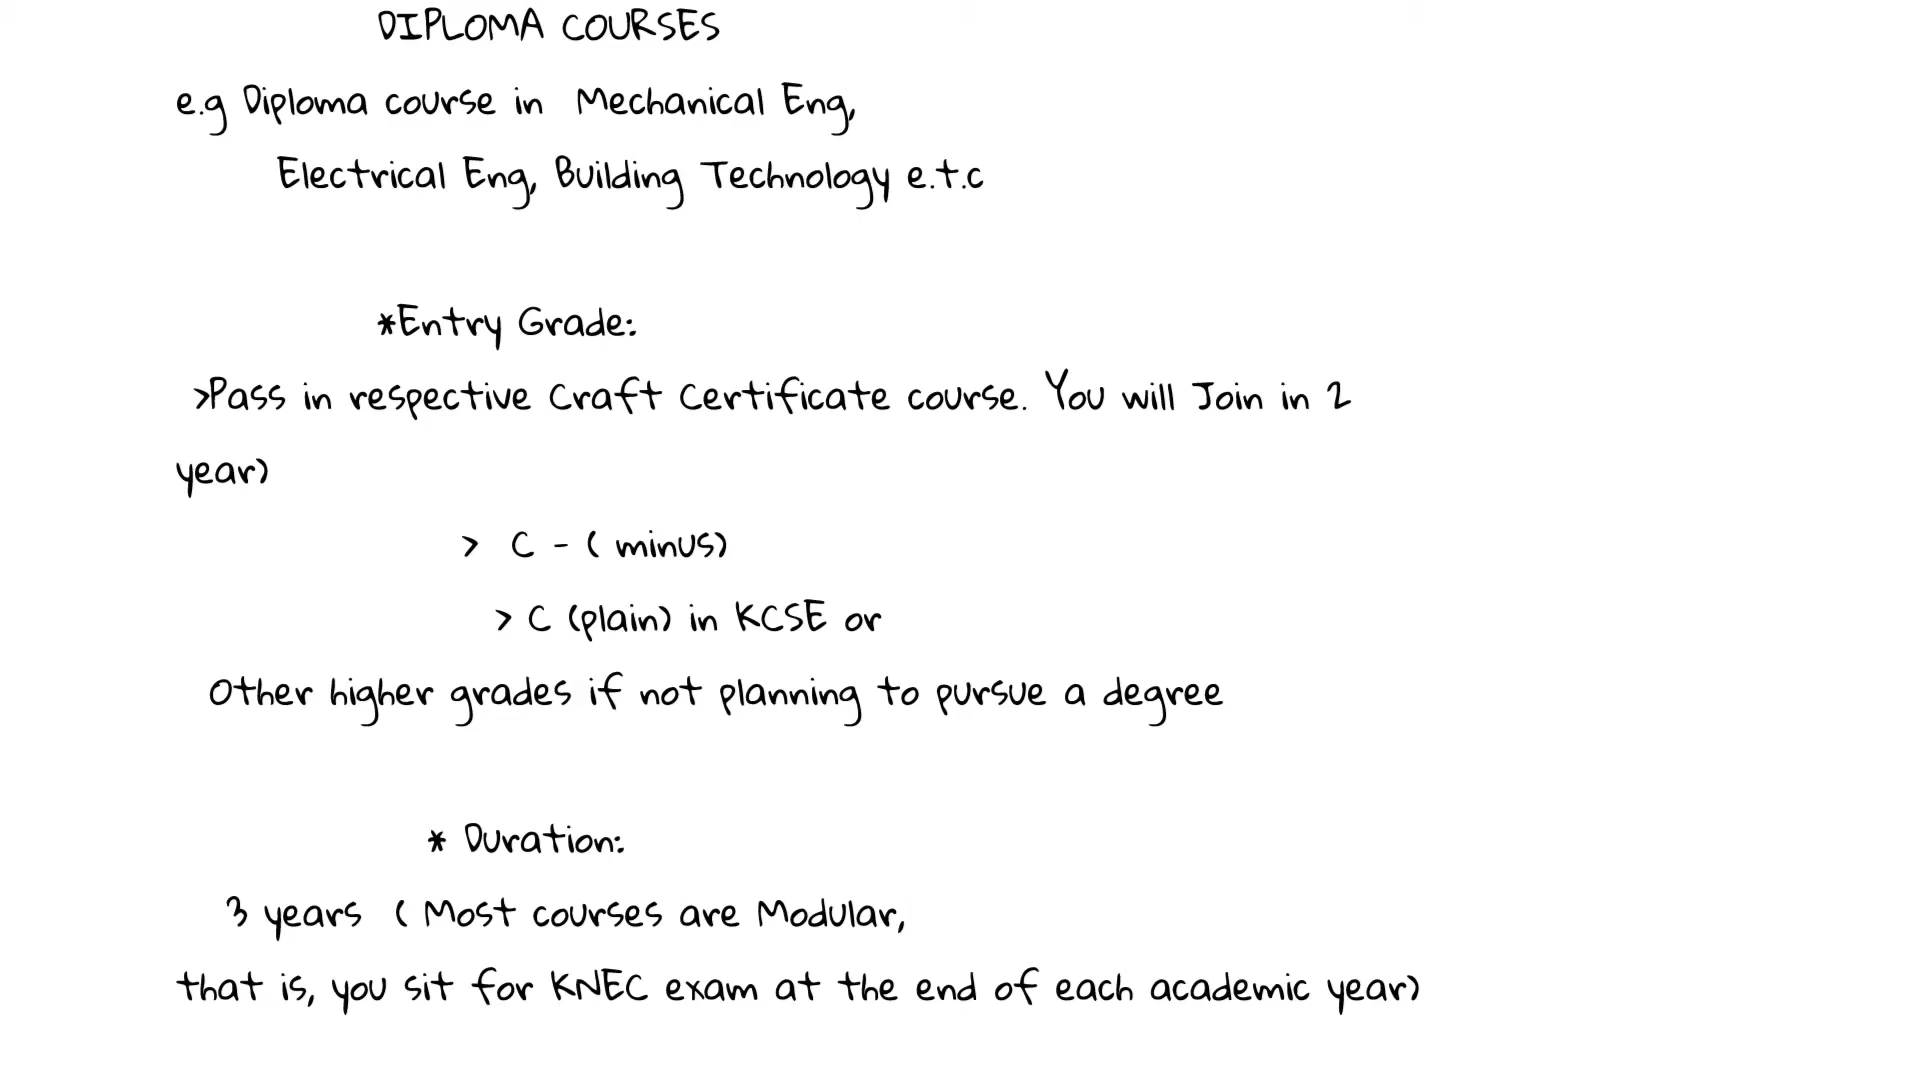 DIPLOMA COURSES
e.g Diploma course in Mechanical Eng,
Electrical Eng, Building Technology e.t.c
*Entry Grade:
>Pass in respective Craft Certificate course. You will Join in 2
year)
> C - ( minus)
> C (plain) in KCSE or
Other higher grades if not planning to pursue a degree
* Duration:
3 years ( Most courses are Modular,
that is, you sit for KNEC exam at the end of each academic year)